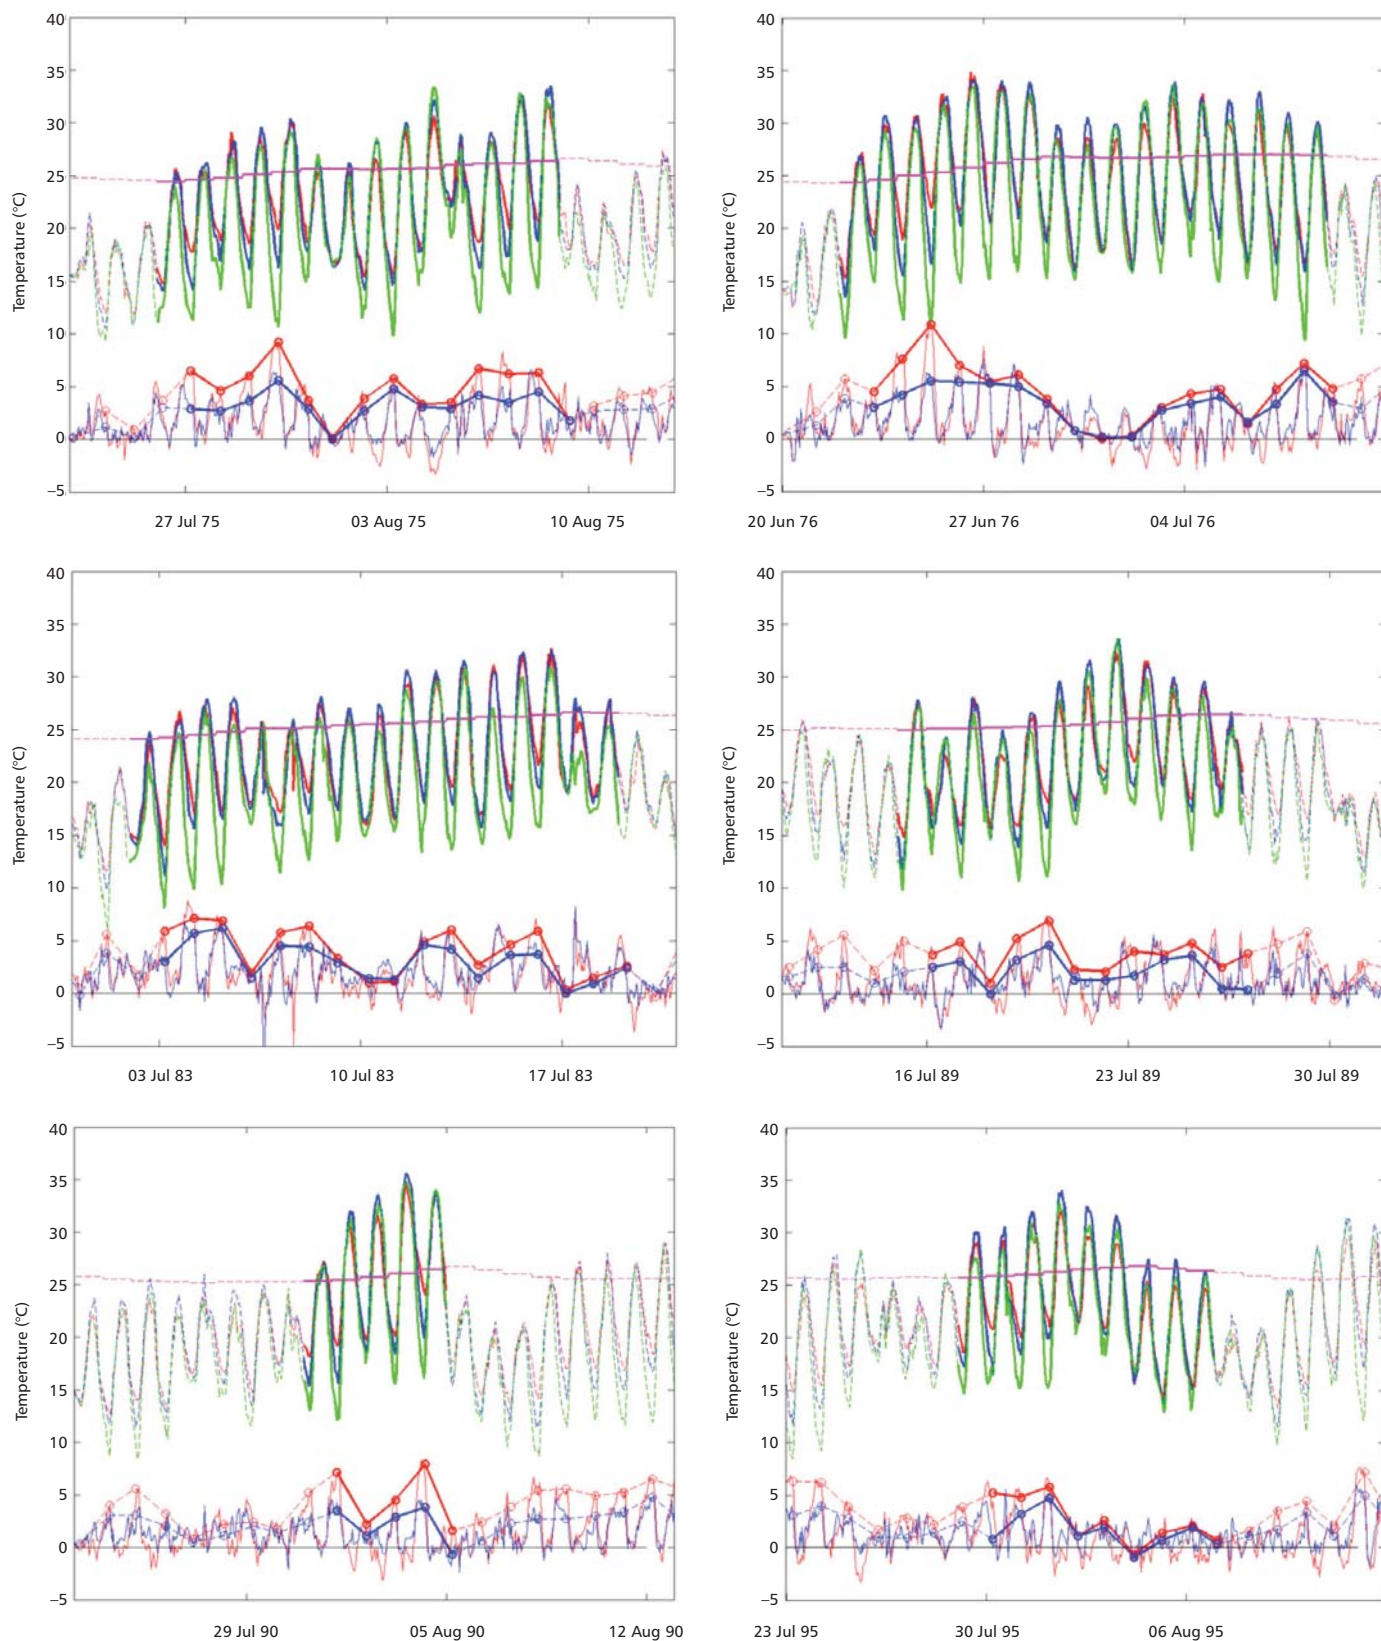 40
35
30
25
20
15
10
5
0
–5
Temperature (°C)
27 Jul 75
03 Aug 75
10 Aug 75
40
35
30
25
20
15
10
5
0
–5
Temperature (°C)
20 Jun 76
27 Jun 76
04 Jul 76
40
35
30
25
20
15
10
5
0
–5
Temperature (°C)
03 Jul 83
10 Jul 83
17 Jul 83
40
35
30
25
20
15
10
5
0
–5
Temperature (°C)
16 Jul 89
23 Jul 89
30 Jul 89
40
35
30
25
20
15
10
5
0
–5
Temperature (°C)
29 Jul 90
05 Aug 90
12 Aug 90
40
35
30
25
20
15
10
5
0
–5
Temperature (°C)
23 Jul 95
30 Jul 95
06 Aug 95